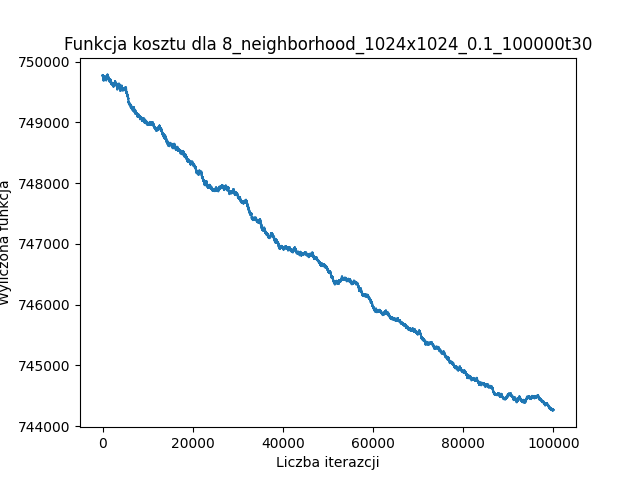 Funkcja kosztu dla 8_neighborhood_1024x1024_0.1_100000t30
750000
749000
748000
747000
746000
745000
744000
Wyliczona funkcja
0 20000 40000 60000 80000 100000
Liczba iterazcji